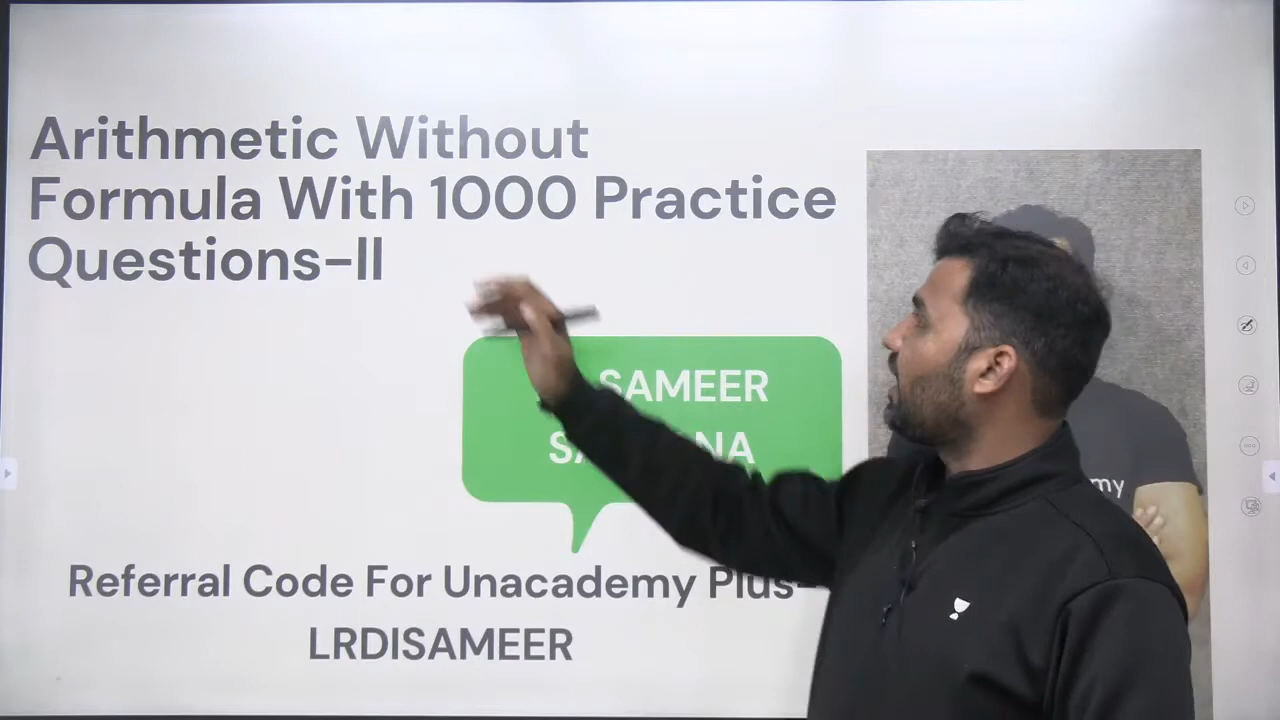 Arithmetic Without
Formula With 1000 Practice
Questions-II
SAMEER
Referral Code For Unacademy Plus-
LRDISAMEER